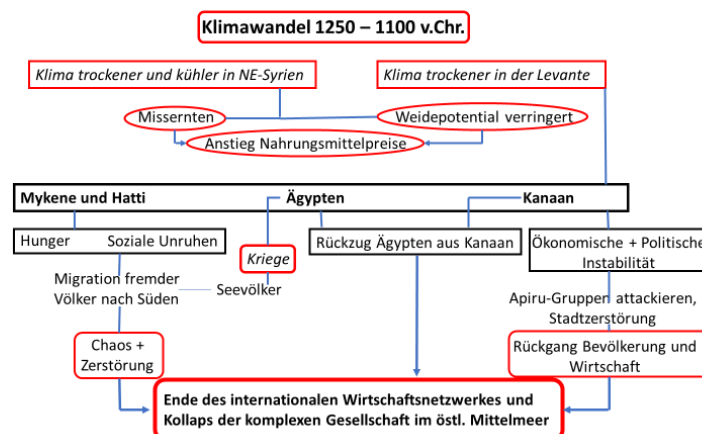 Klimawandel 1250 – 1100 v.Chr.
Klima trockener und kühler in NE-Syrien
Klima trockener in der Levante
Missernten
Weidepotential verringert
Anstieg Nahrungsmittelpreise
Mykene und Hatti
Ägypten
Kanaan
Hunger
Soziale Unruhen
Kriege
Rückzug Ägypten aus Kanaan
Ökonomische + Politische
Instabilität
Migration fremder
Völker nach Süden
Seevölker
Apiru-Gruppen attackieren,
Stadtzerstörung
Chaos +
Zerstörung
Rückgang Bevölkerung und
Wirtschaft
Ende des internationalen Wirtschaftsnetzwerkes und
Kollaps der komplexen Gesellschaft im östl. Mittelmeer